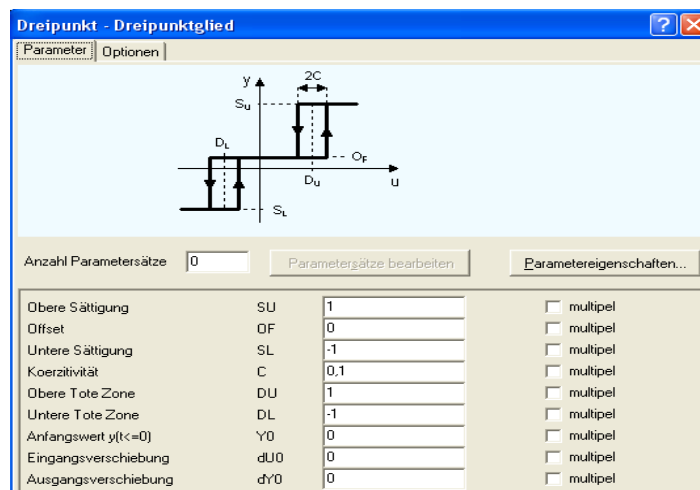 Dreipunkt - Dreipunktglied
Parameter Optionen
y 2C
Su
DL
OF
Du u
SL
Anzahl Parametersätze 0 Parametersätze bearbeiten Parametereigenschaften...
Obere Sättigung SU 1 multipel
Offset OF 0 multipel
Untere Sättigung SL -1 multipel
Koerzitivität C 0,1 multipel
Obere Tote Zone DU 1 multipel
Untere Tote Zone DL -1 multipel
Anfangswert y(t<=0) Y0 0 multipel
Eingangsverschiebung dU0 0 multipel
Ausgangsverschiebung dY0 0 multipel